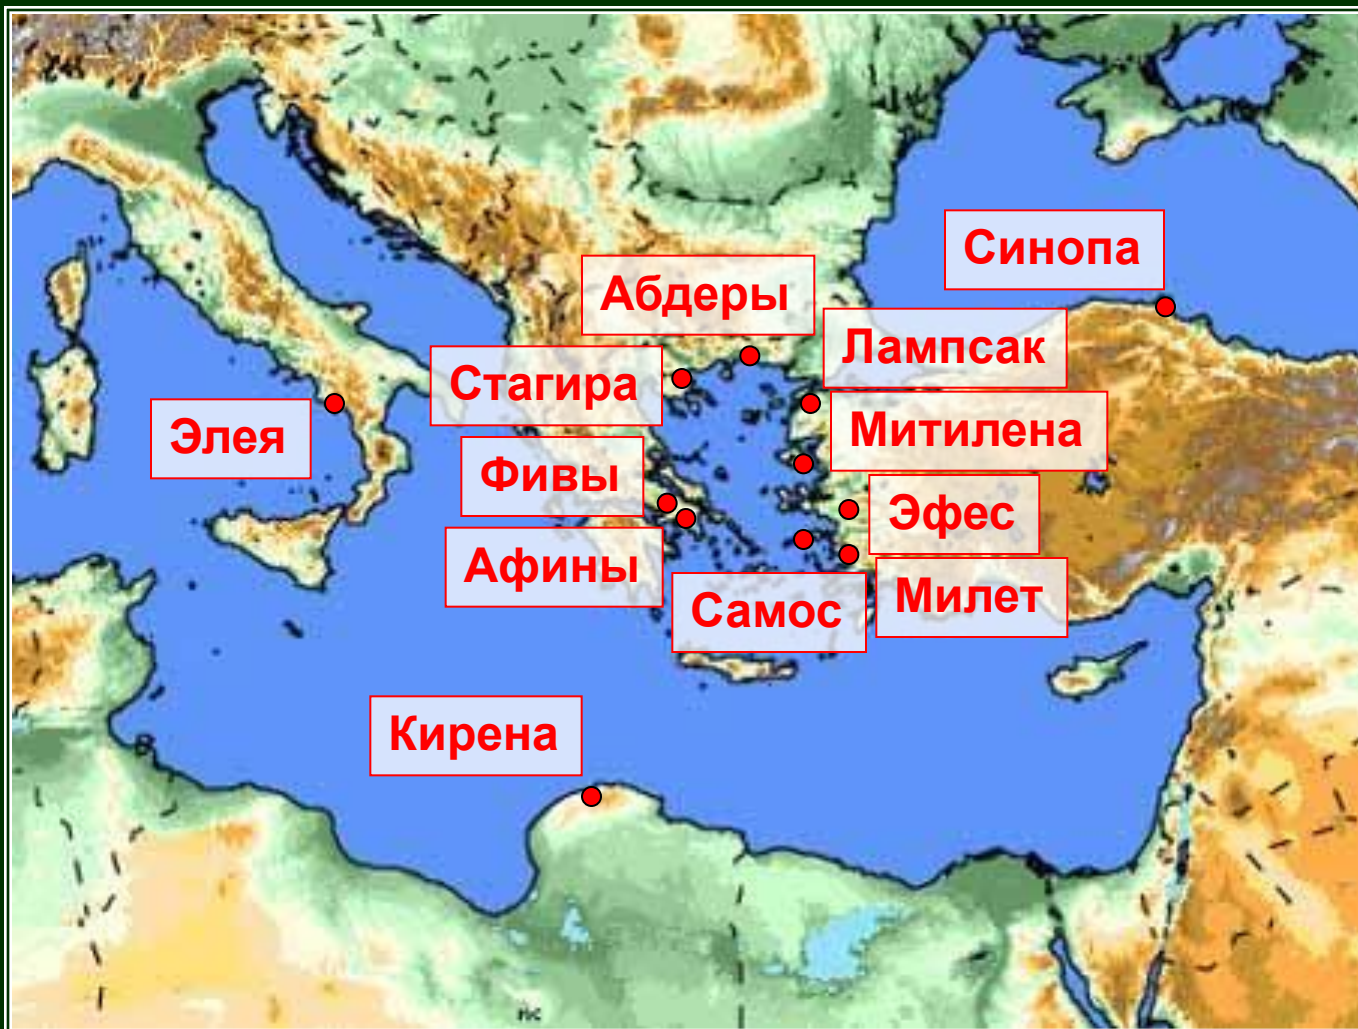 Синопа
Абдеры
Лампсак
Стагира
Элея
Митилена
Фивы
Эфес
Афины
Милет
Самос
Кирена